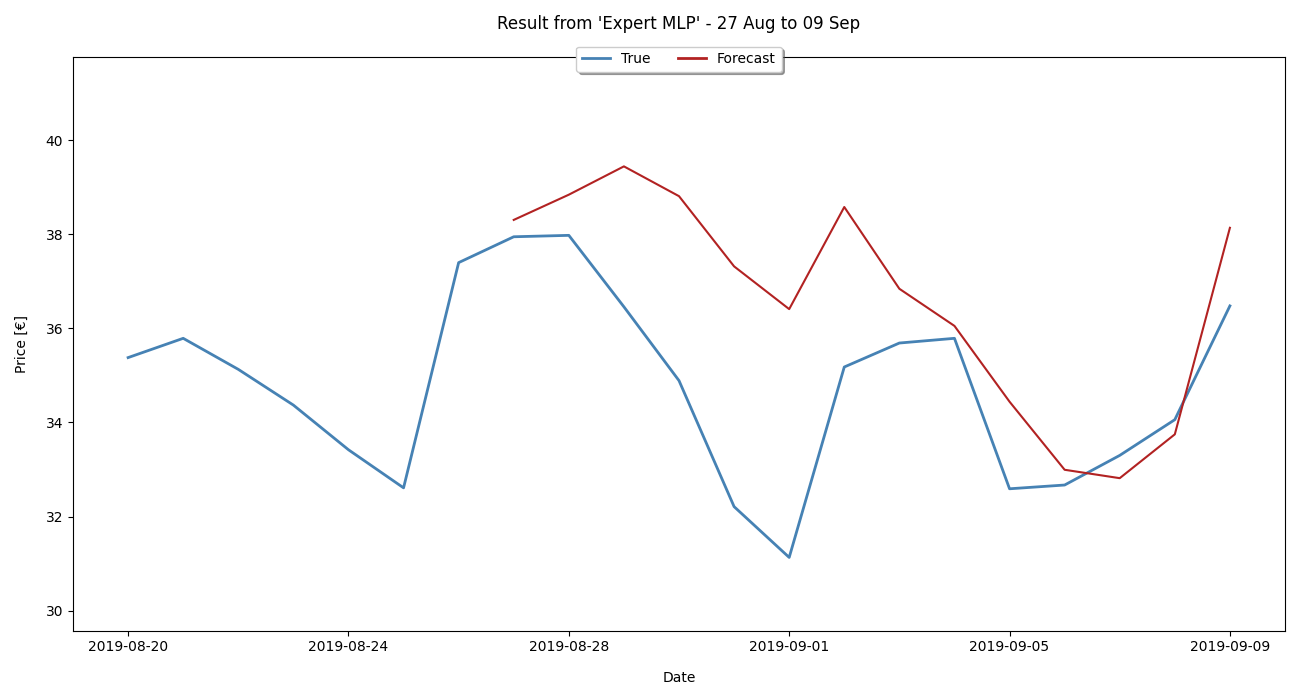 Result from 'Expert MLP' - 27 Aug to 09 Sep
True Forecast
Price [€]
40
38
36
34
32
30
2019-08-20 2019-08-24 2019-08-28 2019-09-01 2019-09-05 2019-09-09
Date